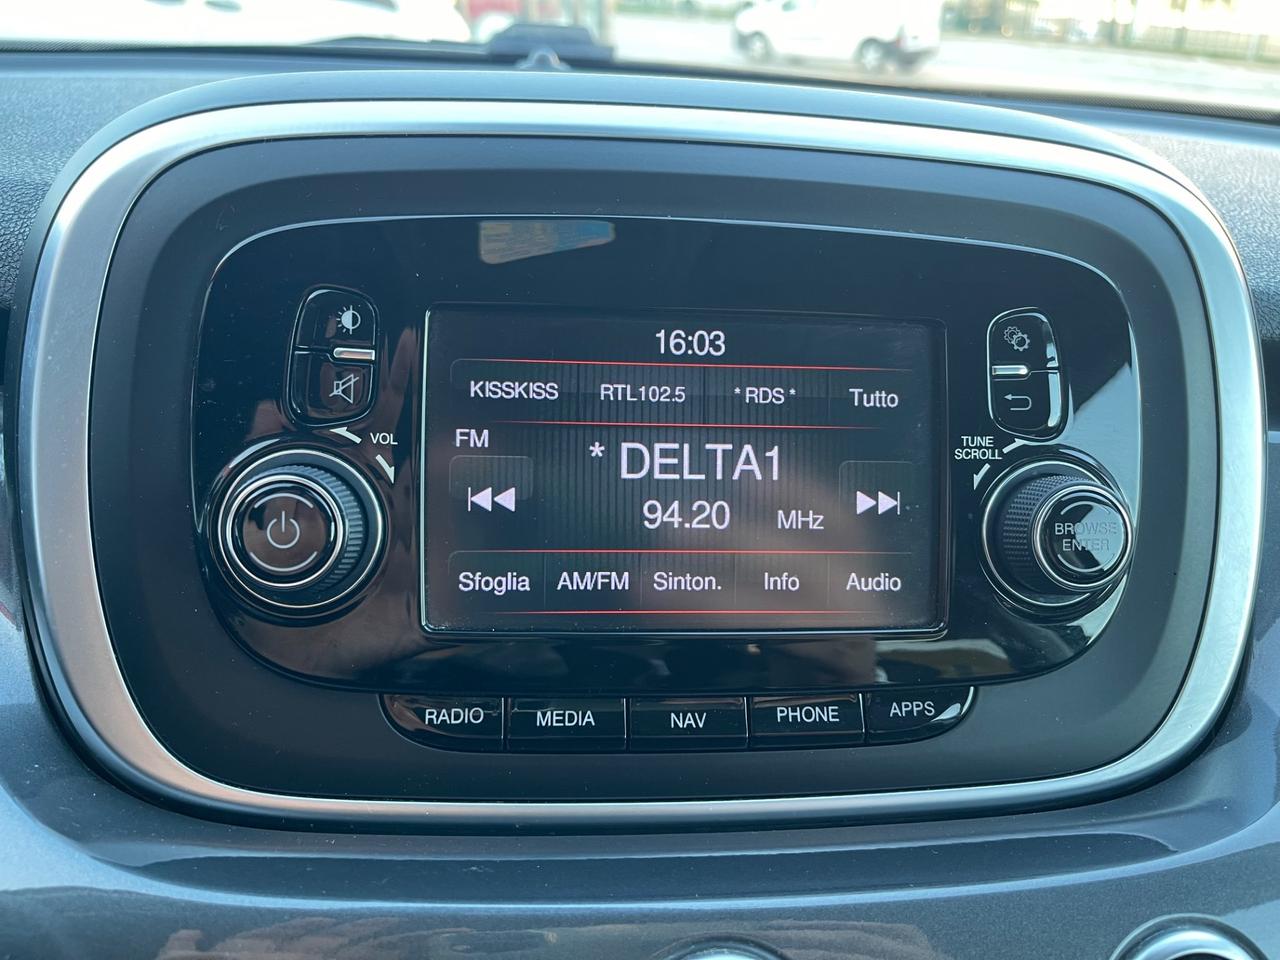 16:03
KISSKISS RTL102.5 * RDS * Tutto
VOL
FM
* DELTA1
TUNE
SCROLL
94.20 MHz
BROWSE
ENTER
Sfoglia AM/FM Sinton. Info Audio
RADIO MEDIA NAV PHONE APPS